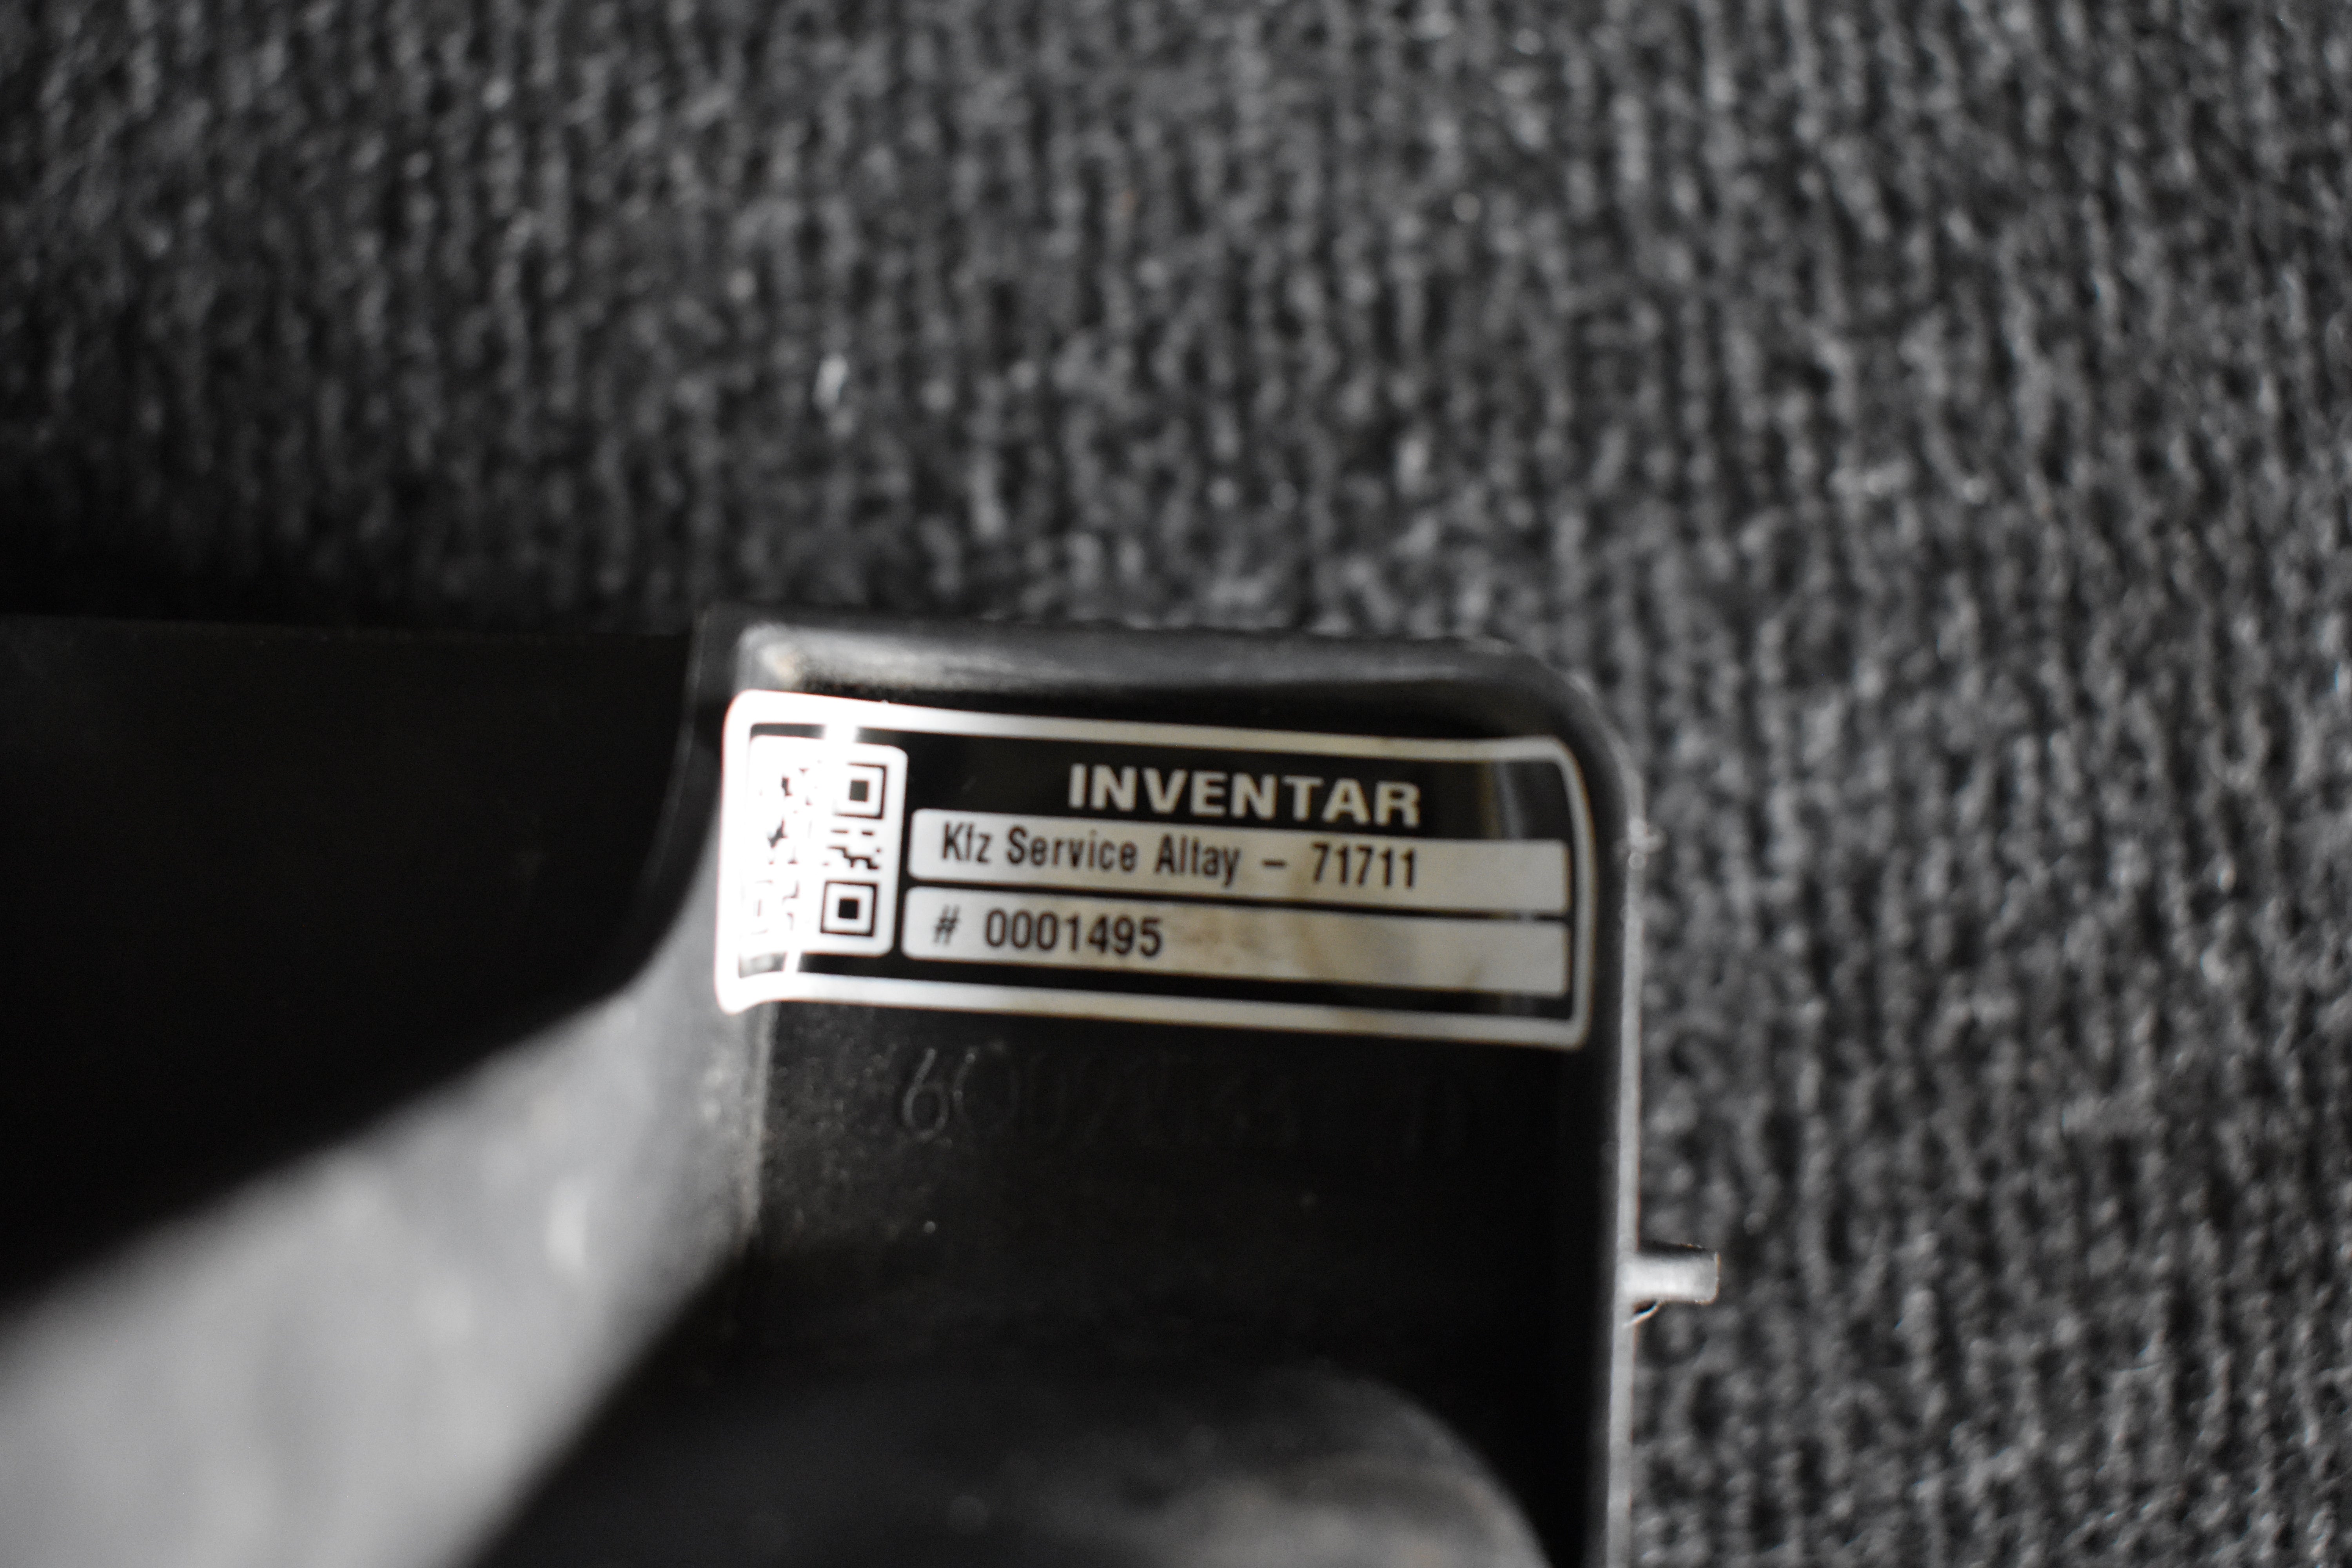 INVENTAR
Kfz Service Altay – 71711
# 0001495